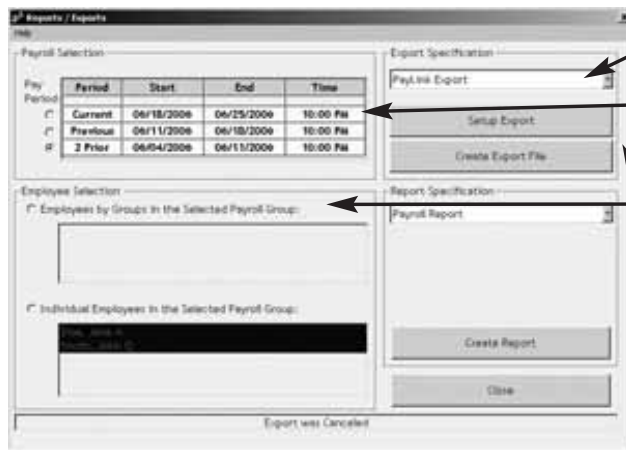 Reports / Exports
Help
Payroll Selection
Pay Period
Period Start End Time
Current 06/18/2006 06/25/2006 10:00 PM
Previous 06/11/2006 06/18/2006 10:00 PM
2 Prior 06/04/2006 06/11/2006 10:00 PM
Export Specification
PayLink Export
Setup Export
Create Export File
Employee Selection
Employees by Groups in the Selected Payroll Group:
Individual Employees in the Selected Payroll Group:
Report Specification
Payroll Report
Create Report
Close
Export was Canceled